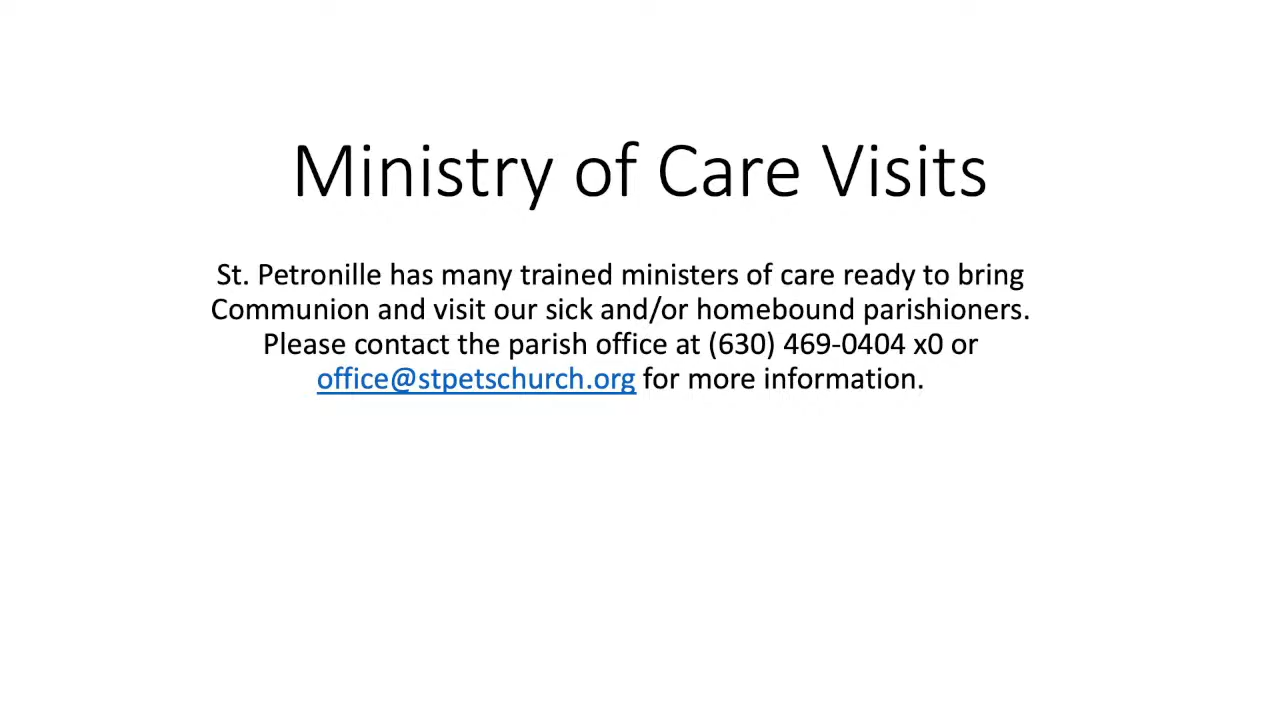 Ministry of Care Visits
St. Petronille has many trained ministers of care ready to bring
Communion and visit our sick and/or homebound parishioners.
Please contact the parish office at (630) 469-0404 x0 or
office@stpetschurch.org for more information.